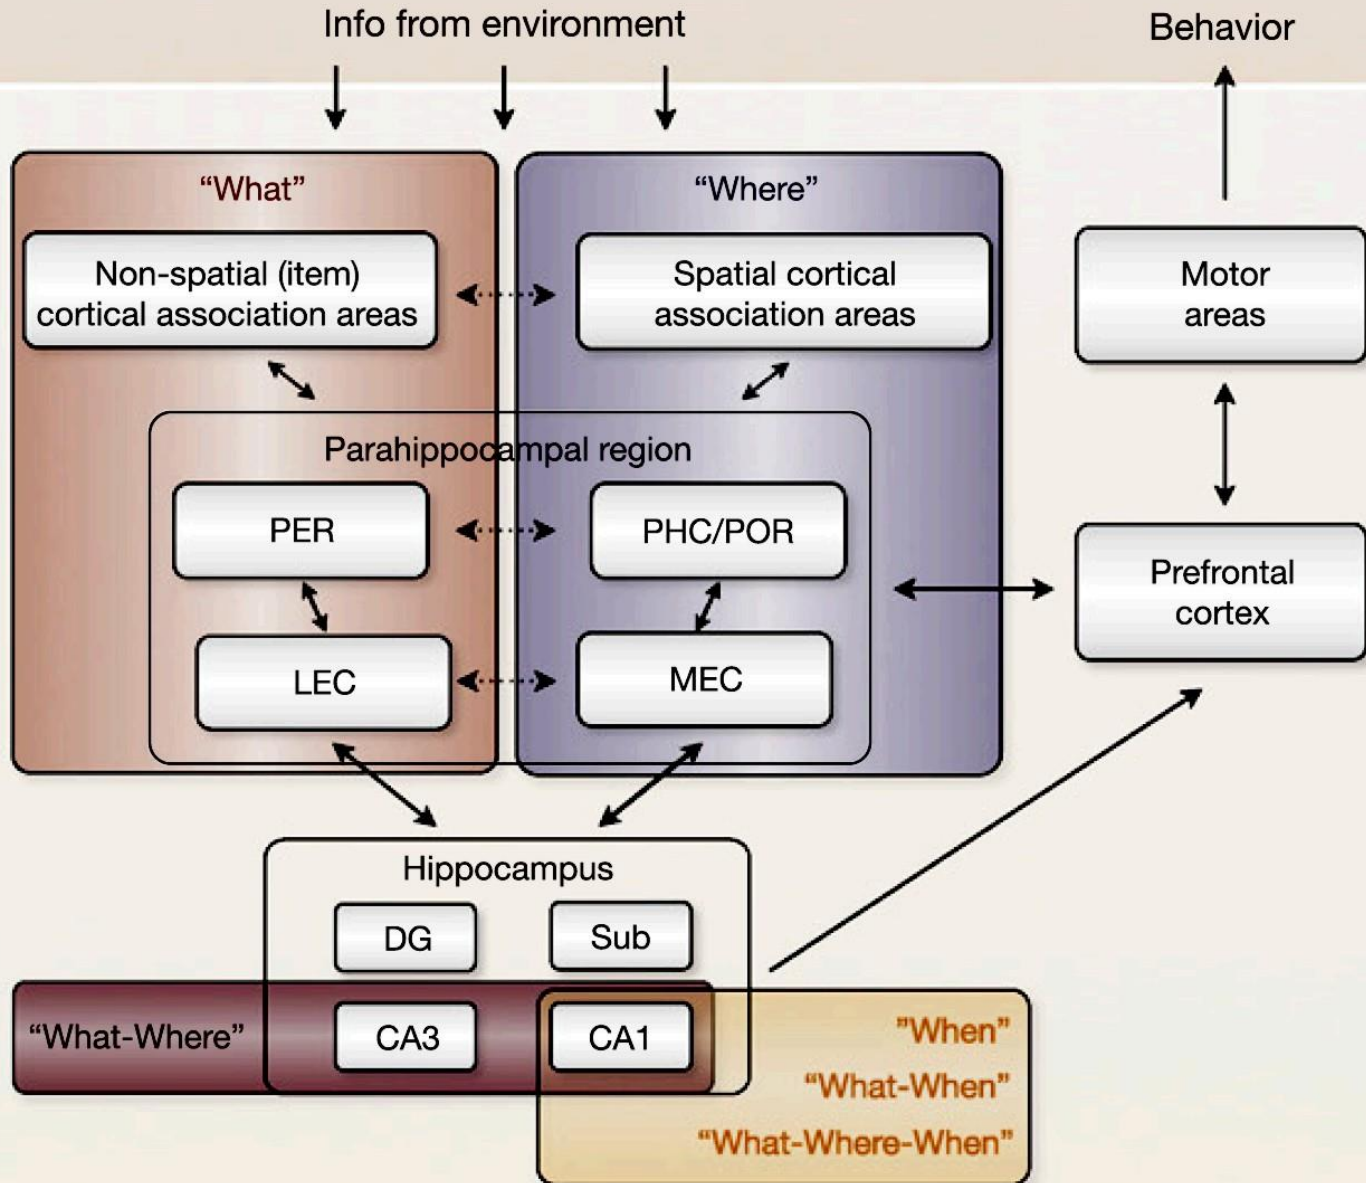 Info from environment
Behavior
“What”
“Where”
Non-spatial (item)
cortical association areas
Spatial cortical
association areas
Motor
areas
Parahippocampal region
PER
PHC/POR
Prefrontal
cortex
LEC
MEC
Hippocampus
DG
Sub
“What-Where”
CA3
CA1
”When”
“What-When”
“What-Where-When”